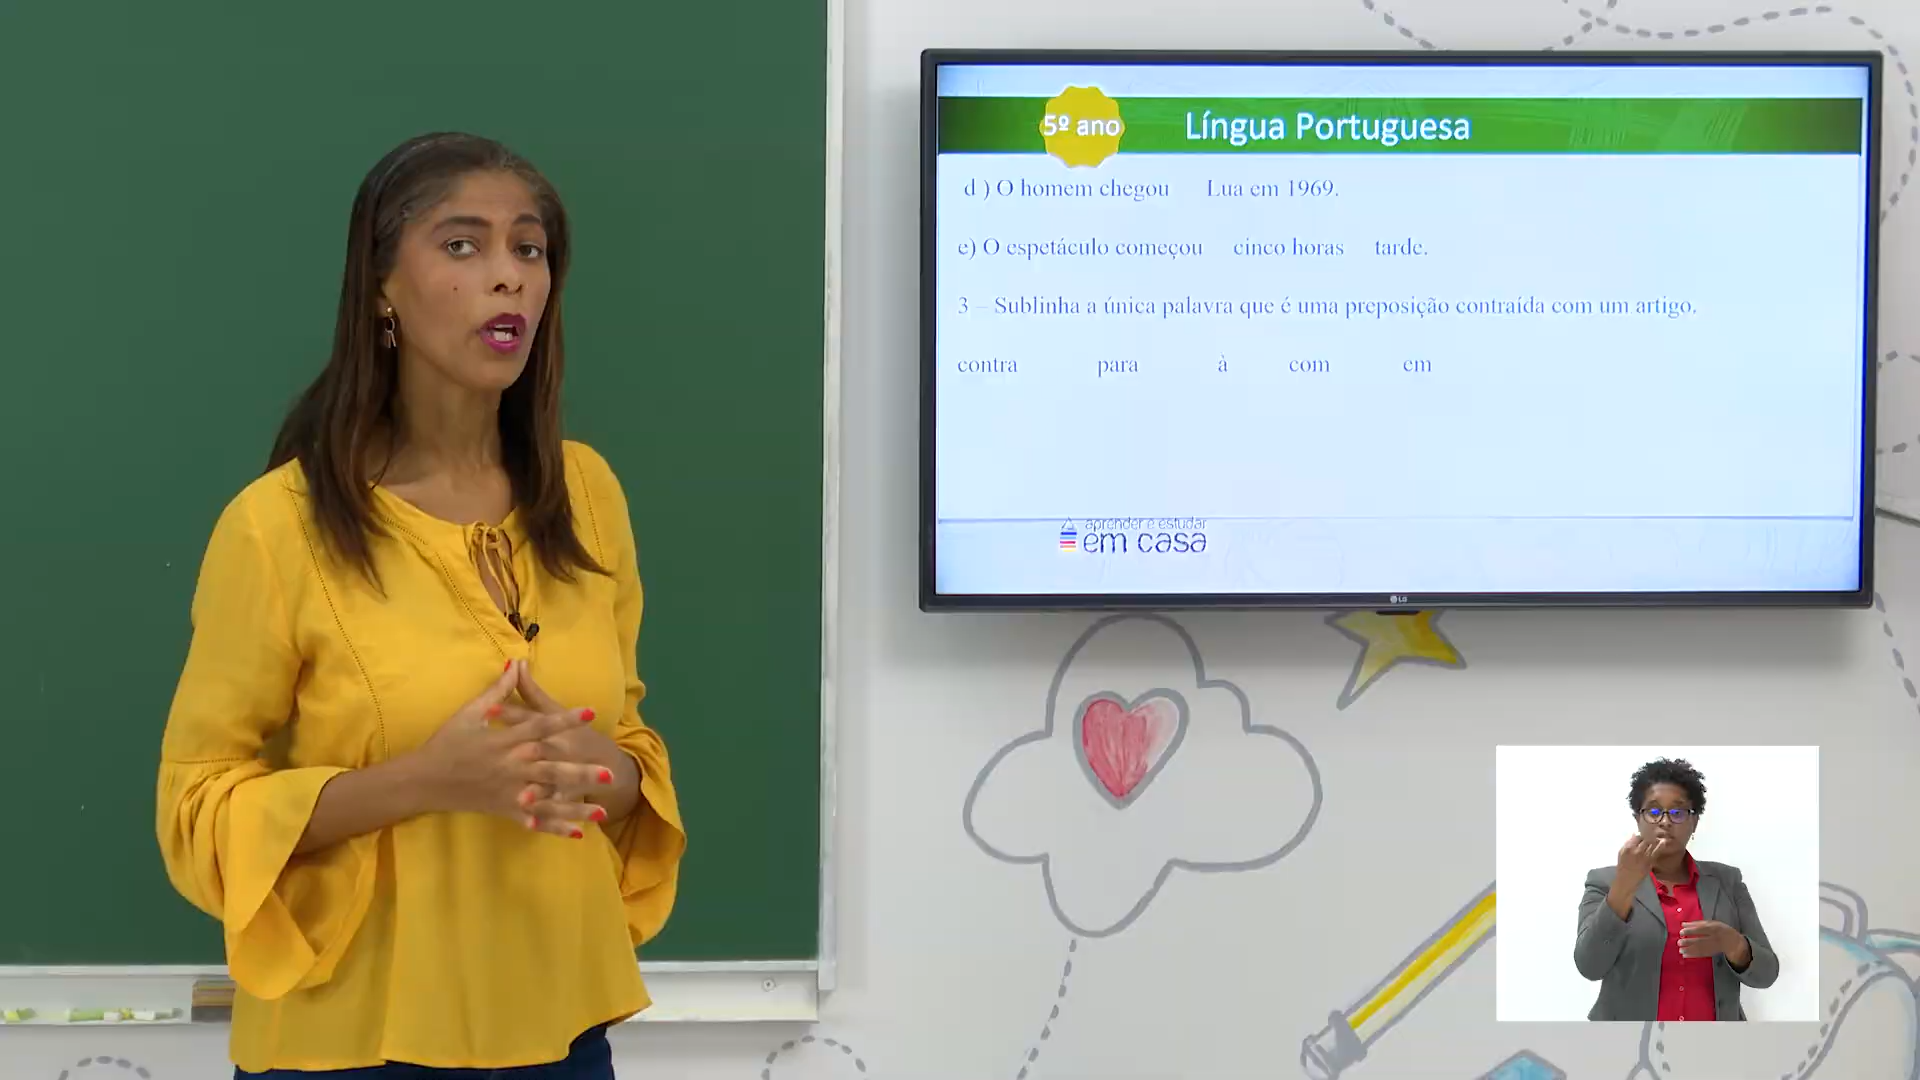 5º ano
Língua Portuguesa
d ) O homem chegou Lua em 1969.
e) O espetáculo começou cinco horas tarde.
3 – Sublinha a única palavra que é uma preposição contraída com um artigo.
contra para à com em
aprender e estudar
em casa
LG